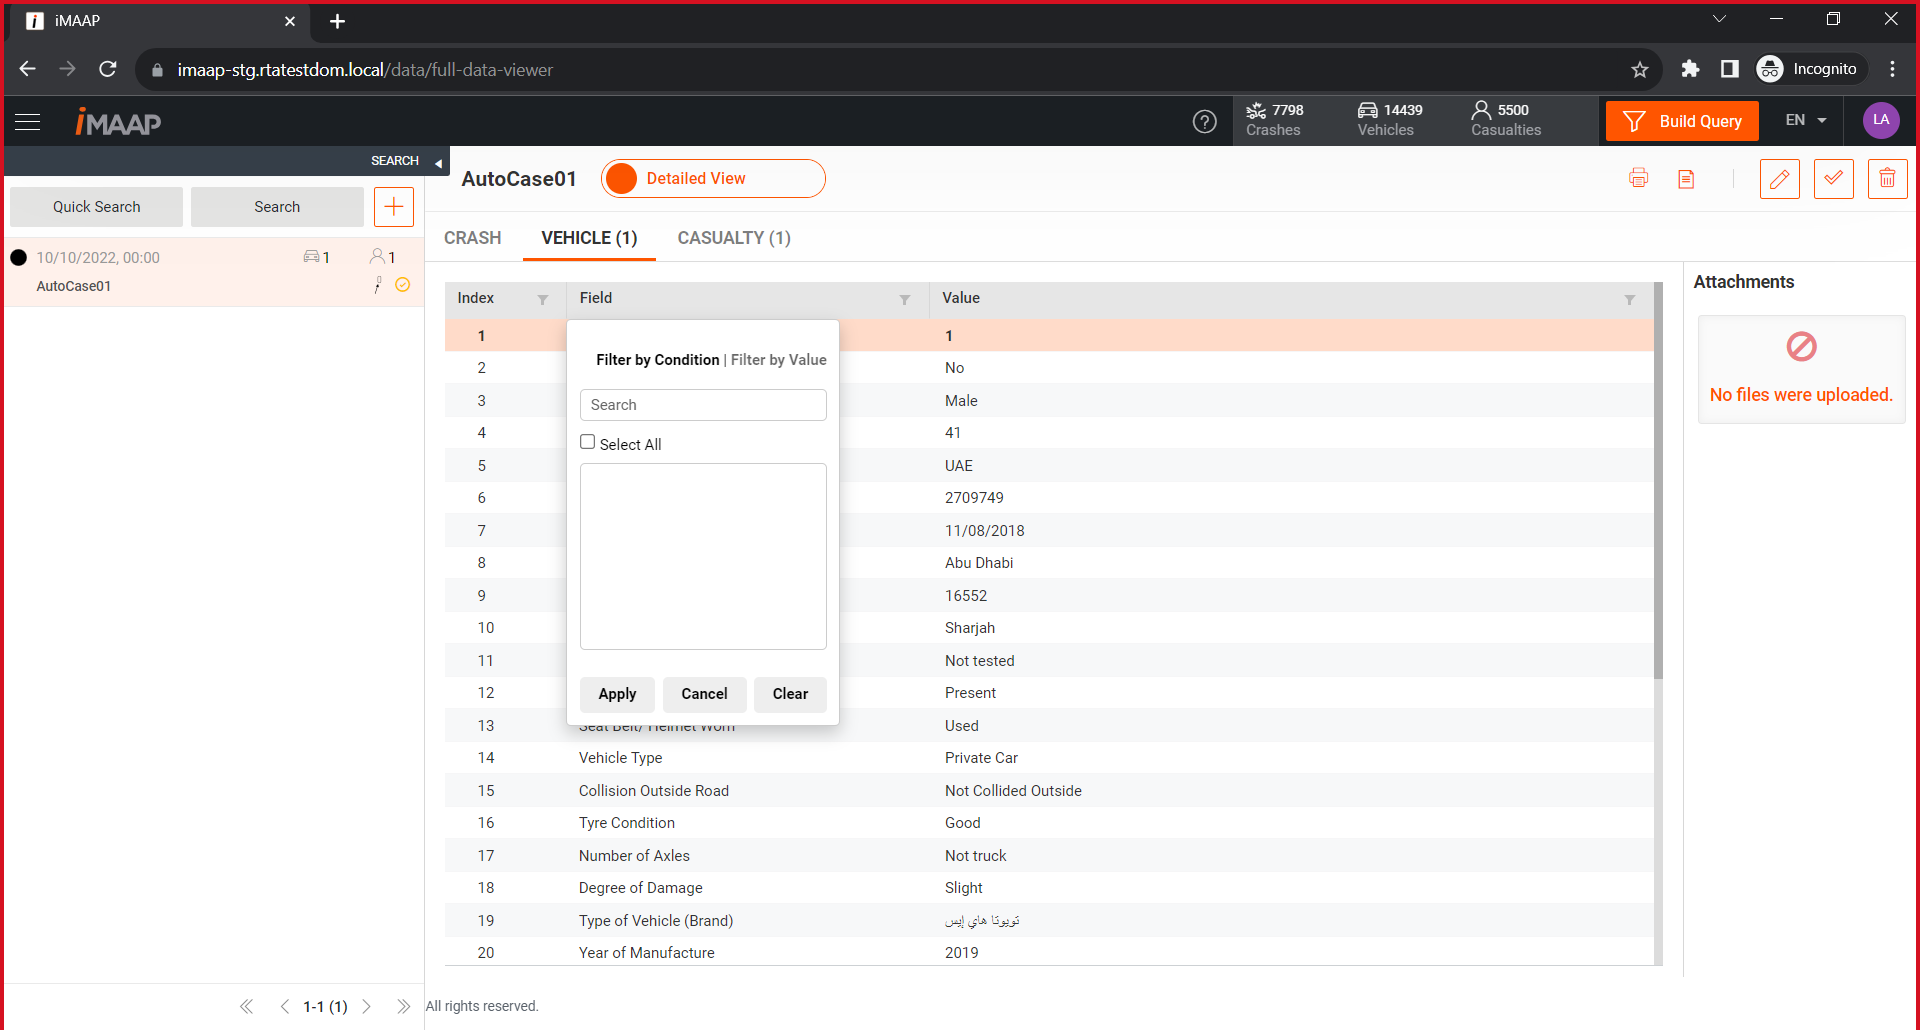 iMAAP
imaap-stg.rtatestdom.local/data/full-data-viewer
Incognito
iMAAP
7798
Crashes
14439
Vehicles
5500
Casualties
Build Query
EN
LA
SEARCH
Quick Search
Search
10/10/2022, 00:00
1
1
AutoCase01
AutoCase01
Detailed View
CRASH
VEHICLE (1)
CASUALTY (1)
Index
Field
Value
1 1
2 No
3 Male
4 41
5 UAE
6 2709749
7 11/08/2018
8 Abu Dhabi
9 16552
10 Sharjah
11 Not tested
12 Present
13 Seat Belt/ Helmet Worn Used
14 Vehicle Type Private Car
15 Collision Outside Road Not Collided Outside
16 Tyre Condition Good
17 Number of Axles Not truck
18 Degree of Damage Slight
19 Type of Vehicle (Brand) تويوتا هاي إيس
20 Year of Manufacture 2019
Filter by Condition | Filter by Value
Search
Select All
Apply
Cancel
Clear
Attachments
No files were uploaded.
1-1 (1)
All rights reserved.